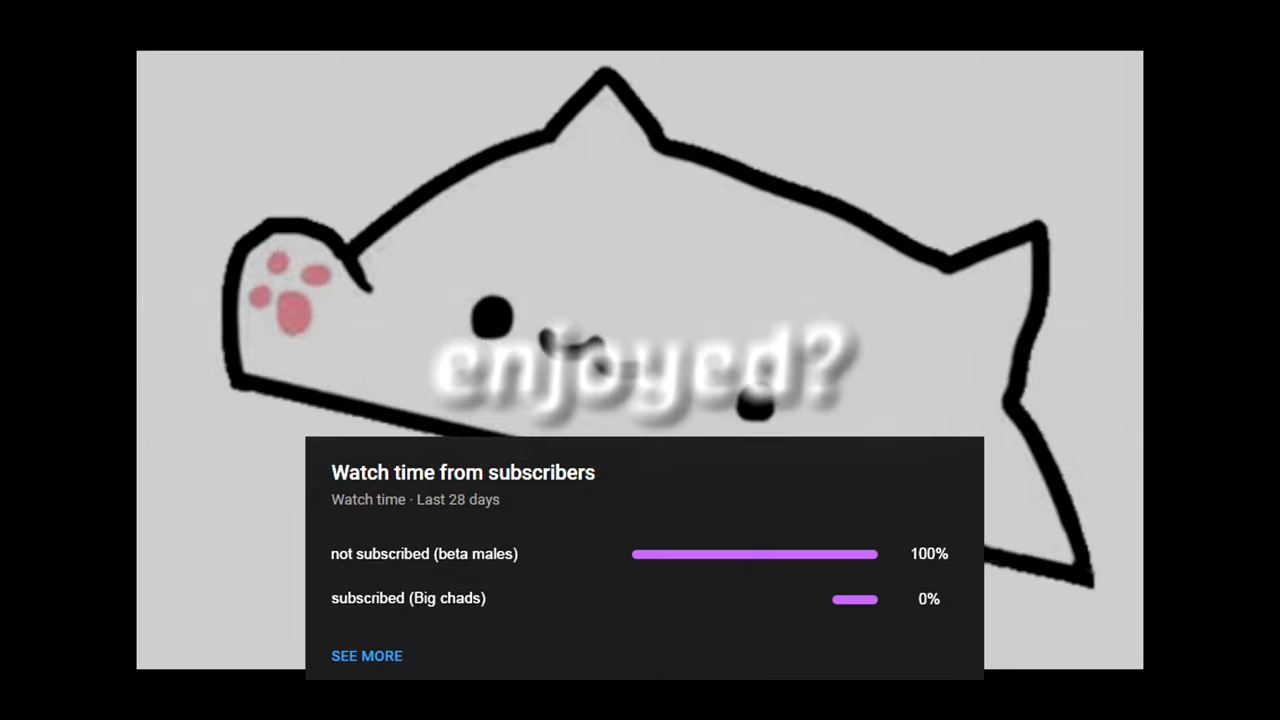 enjoyed?
Watch time from subscribers
Watch time · Last 28 days
not subscribed (beta males) 100%
subscribed (Big chads) 0%
SEE MORE